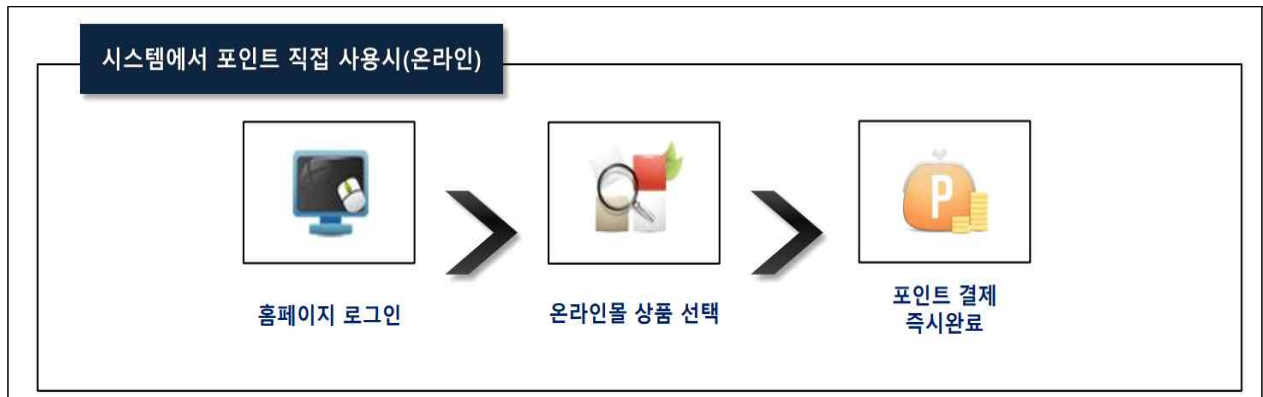 시스템에서 포인트 직접 사용시(온라인)
홈페이지 로그인
온라인몰 상품 선택
P
포인트 결제
즉시완료